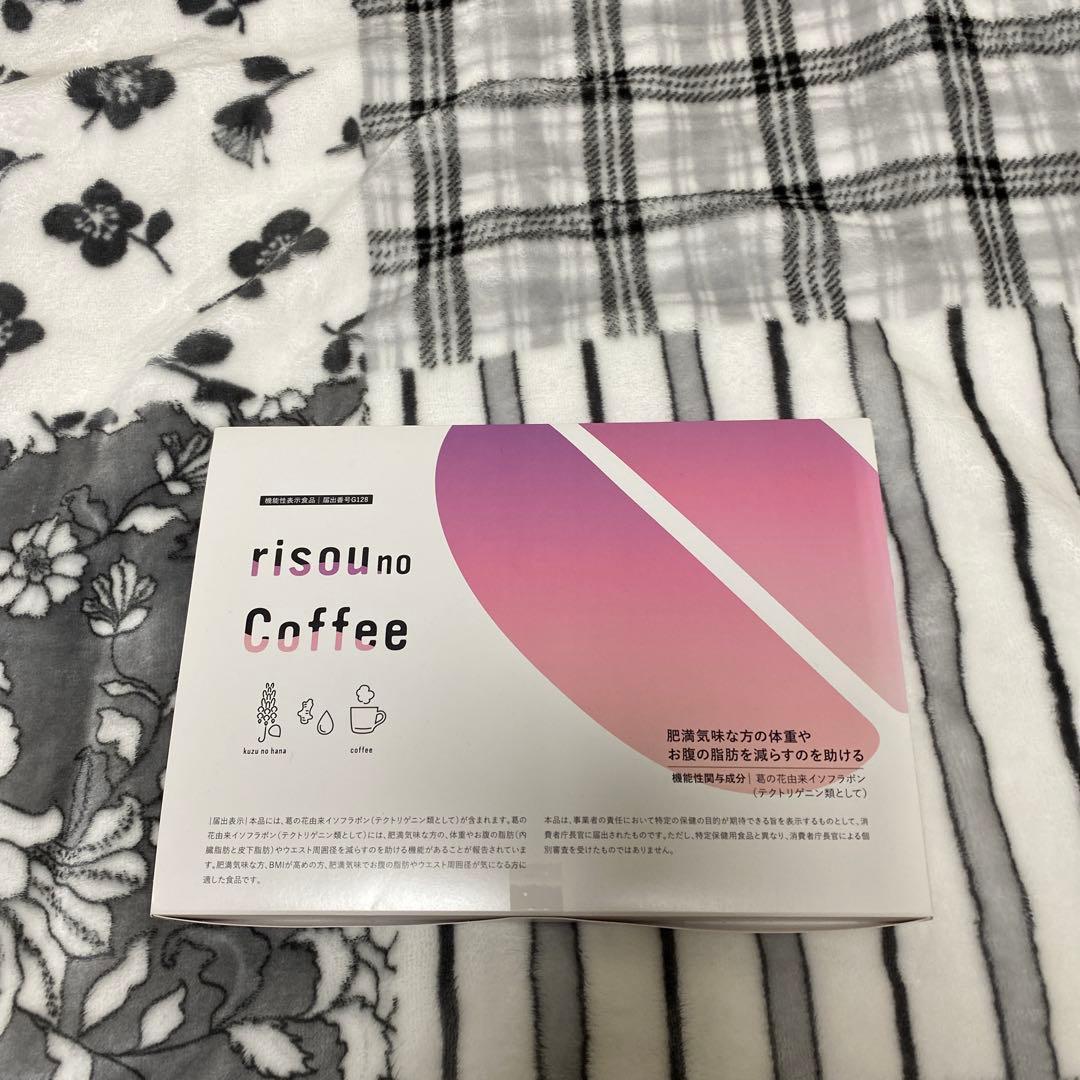 機能性表示食品｜届出番号G128
risou no
Coffee
kuzu no hana
coffee
肥満気味な方の体重や
お腹の脂肪を減らすのを助ける
機能性関与成分｜葛の花由来イソフラボン
（テクトリゲニン類として）
｜届出表示｜本品には、葛の花由来イソフラボン（テクトリゲニン類として）が含まれます。葛の
花由来イソフラボン（テクトリゲニン類として）には、肥満気味な方の、体重やお腹の脂肪（内
臓脂肪と皮下脂肪）やウエスト周囲径を減らすのを助ける機能があることが報告されていま
す。肥満気味な方、BMIが高めの方、肥満気味でお腹の脂肪やウエスト周囲径が気になる方に
適した食品です。
本品は、事業者の責任において特定の保健の目的が期待できる旨を表示するものとして、消
費者庁長官に届出されたものです。ただし、特定保健用食品と異なり、消費者庁長官による個
別審査を受けたものではありません。